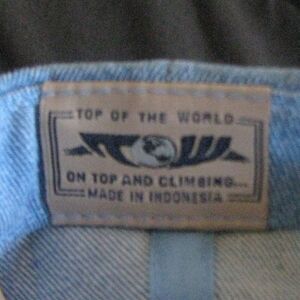 TOP OF THE WORLD
TOW
ON TOP AND CLIMBING...
MADE IN INDONESIA